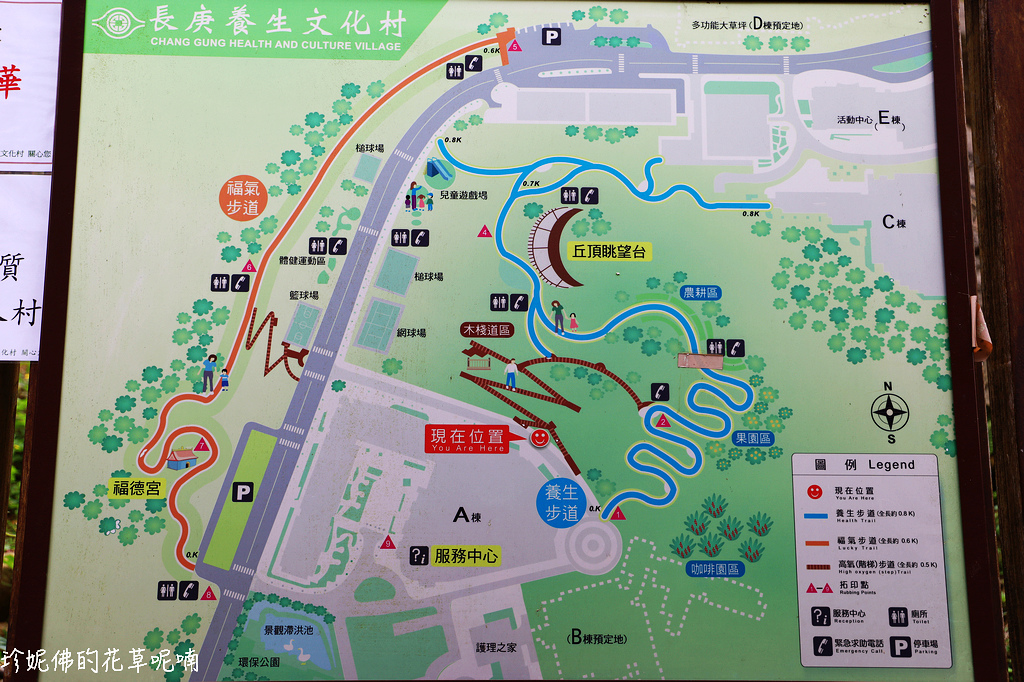 長庚養生文化村
CHANG GUNG HEALTH AND CULTURE VILLAGE
華
文化村 關心您
質
村
化村 關心
多功能大草坪(D棟預定地)
P
5
0.6K
活動中心(E棟)
C棟
槌球場
0.8K
兒童遊戲場
0.7K
0.8K
福氣
步道
4
丘頂眺望台
體健運動區
6
槌球場
籃球場
網球場
農耕區
木棧道區
現在位置
You Are Here
2
果園區
N
S
7
福德宮
P
A棟
養生
步道
0.K
1
服務中心
9
0.K
8
咖啡園區
景觀滯洪池
環保公園
護理之家
(B棟預定地)
圖 例 Legend
現在位置
You Are Here
養生步道(全長約 0.8 K)
Health Trail
福氣步道(全長約 0.6 K)
Lucky Trail
高氧(階梯)步道(全長約 0.5 K)
High oxygen (step)Trail
拓印點
Rubbing Points
服務中心
Reception
廁所
Toilet
緊急求助電話
Emergency Call
P
停車場
Parking
珍妮佛的花草呢喃